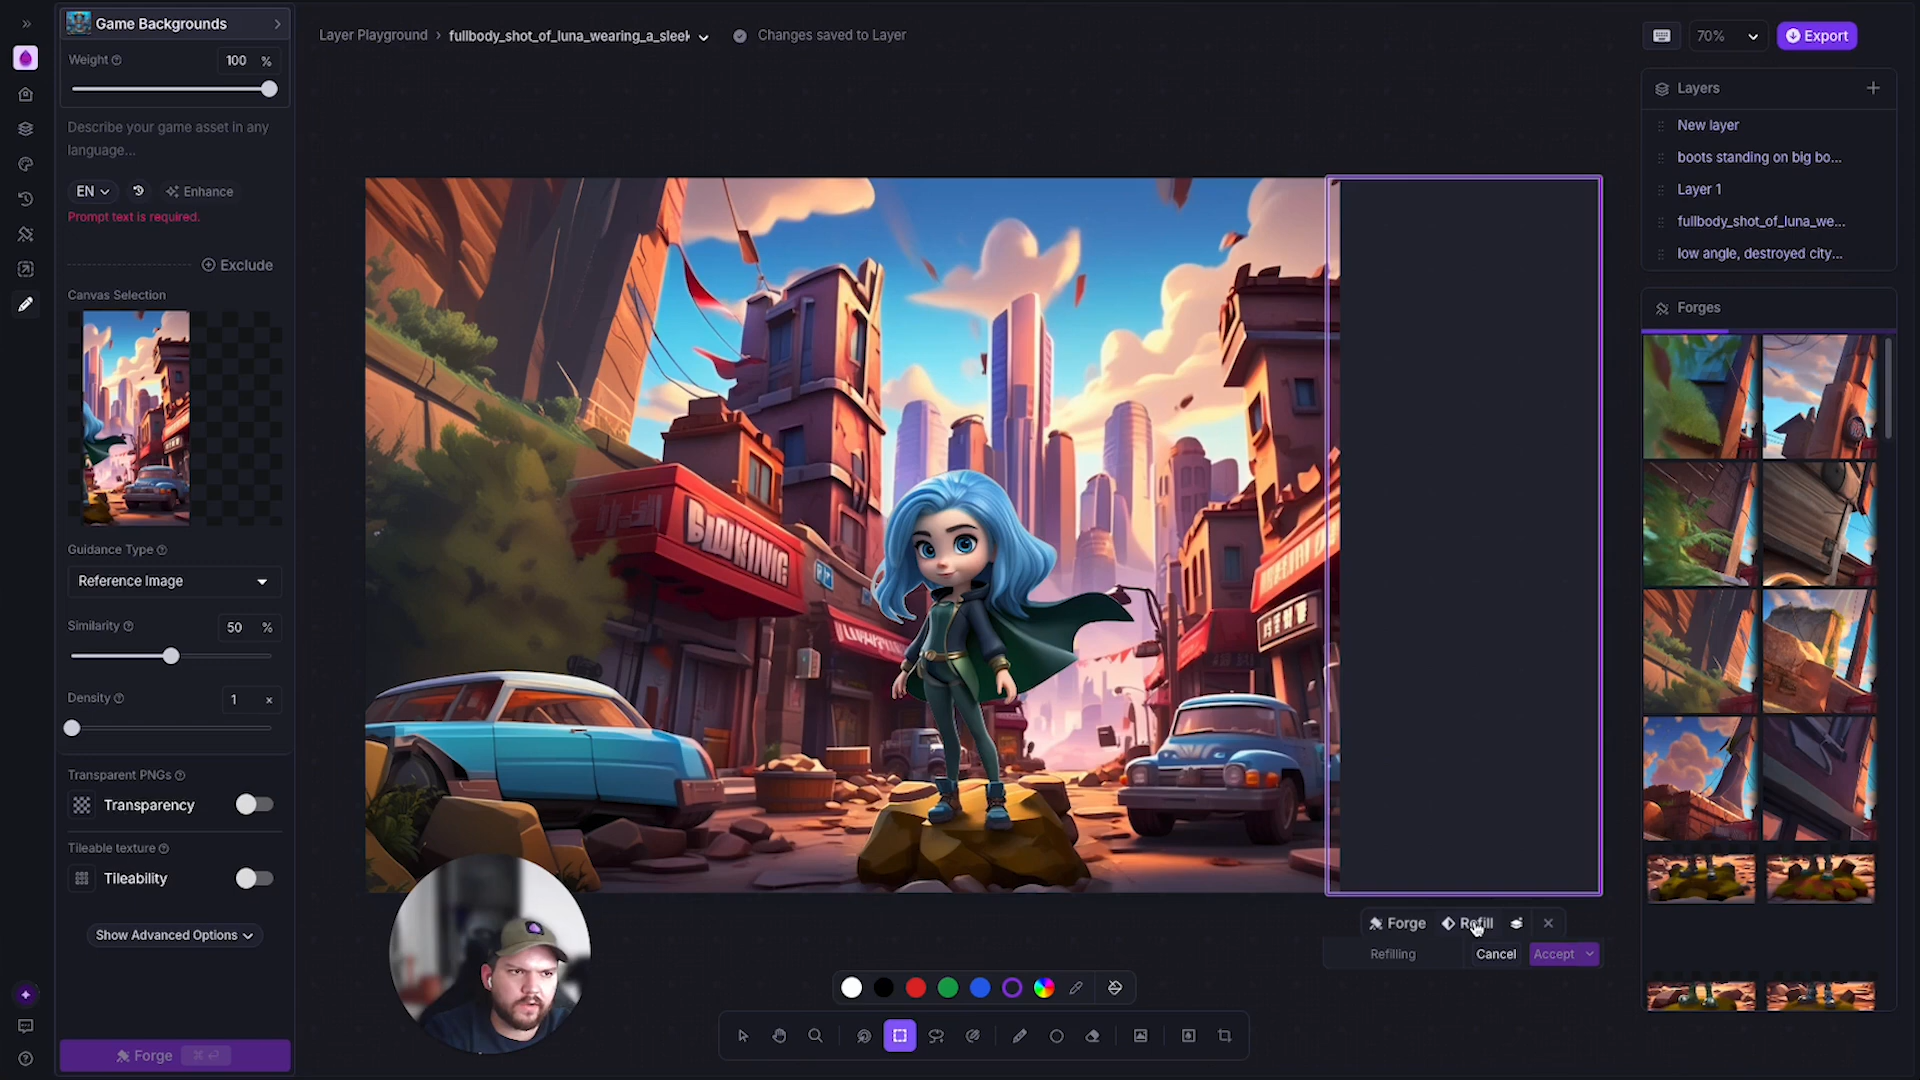 Game Backgrounds
Weight
100 %
Describe your game asset in any
language...
EN
Enhance
Prompt text is required.
Exclude
Canvas Selection
Guidance Type
Reference Image
Similarity
50 %
Density
1 ×
Transparent PNGs
Transparency
Tileable texture
Tileability
Show Advanced Options
Forge
Layer Playground › fullbody_shot_of_luna_wearing_a_sleek
Changes saved to Layer
70%
Export
Layers
New layer
boots standing on big bo...
Layer 1
fullbody_shot_of_luna_we...
low angle, destroyed city...
Forges
Forge
Refill
Refilling
Cancel
Accept